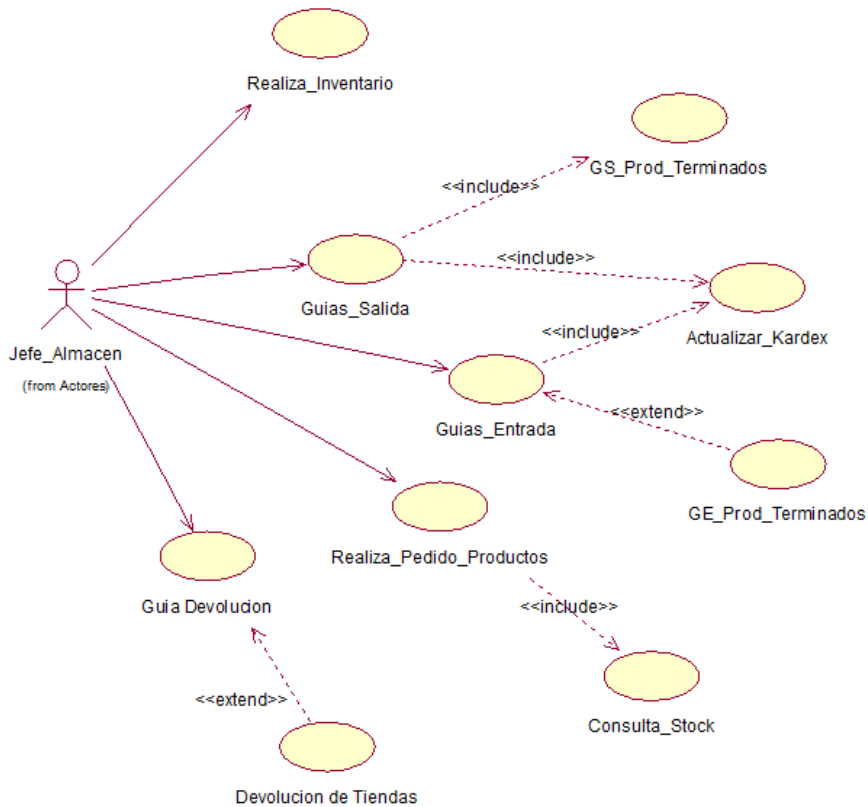 Realiza_Inventario
GS_Prod_Terminados
<<include>>
<<include>>
Guias_Salida
Actualizar_Kardex
<<include>>
Jefe_Almacen
(from Actores)
Guias_Entrada
<<extend>>
GE_Prod_Terminados
Realiza_Pedido_Productos
Guia Devolucion
<<include>>
<<extend>>
Consulta_Stock
Devolucion de Tiendas